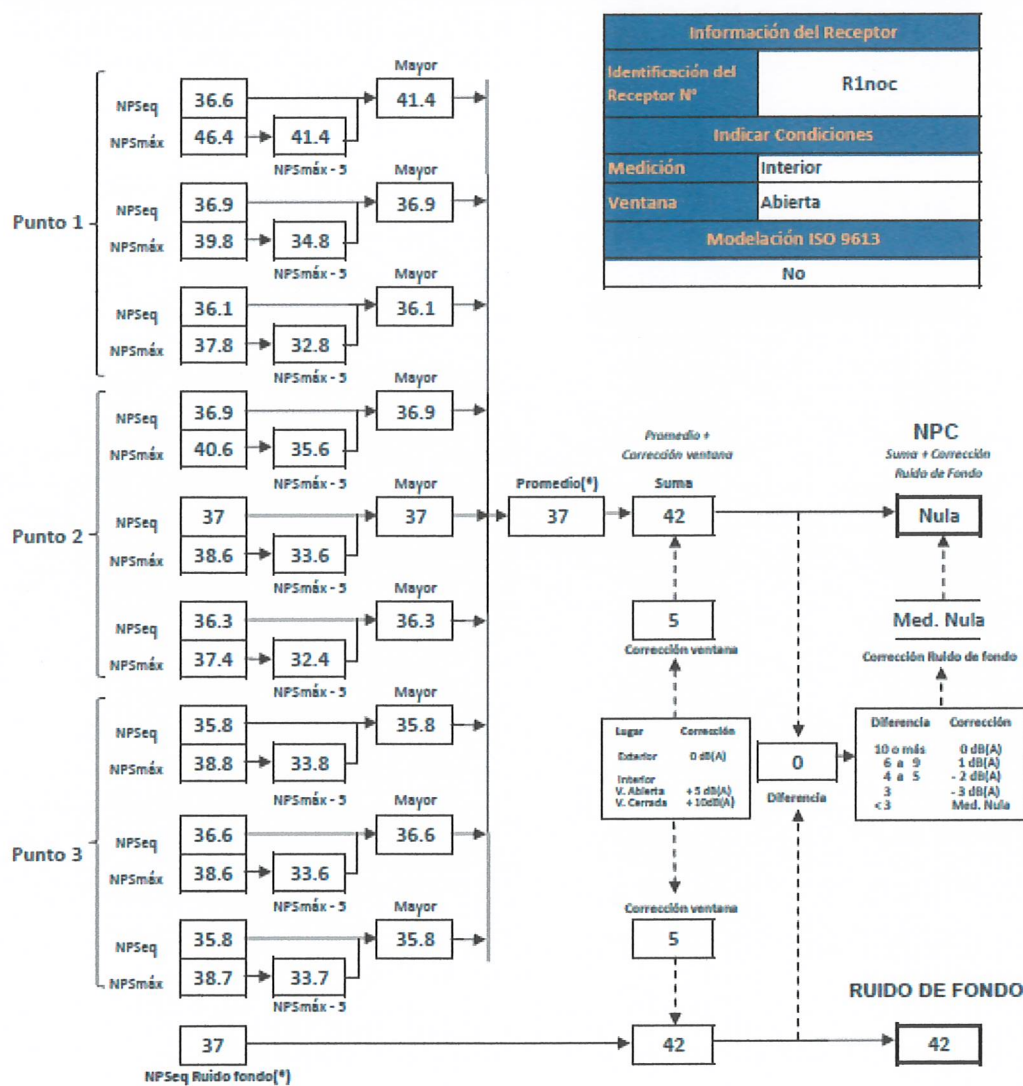 Información del Receptor
Identificación del Receptor Nº
R1noc
Indicar Condiciones
Medición Interior
Ventana Abierta
Modelación ISO 9613
No
Punto 1
Mayor
NPSeq 36.6 41.4
NPSmáx 46.4 41.4
NPSmáx - 5
Mayor
NPSeq 36.9 36.9
NPSmáx 39.8 34.8
NPSmáx - 5
Mayor
NPSeq 36.1 36.1
NPSmáx 37.8 32.8
NPSmáx - 5
Punto 2
Mayor
NPSeq 36.9 36.9
NPSmáx 40.6 35.6
NPSmáx - 5
Mayor
NPSeq 37 37
NPSmáx 38.6 33.6
NPSmáx - 5
Mayor
NPSeq 36.3 36.3
NPSmáx 37.4 32.4
NPSmáx - 5
Punto 3
Mayor
NPSeq 35.8 35.8
NPSmáx 38.8 33.8
NPSmáx - 5
Mayor
NPSeq 36.6 36.6
NPSmáx 38.6 33.6
NPSmáx - 5
Mayor
NPSeq 35.8 35.8
NPSmáx 38.7 33.7
NPSmáx - 5
37
NPSeq Ruido fondo(*)
Promedio(*)
37
Promedio +
Corrección ventana
Suma
42
5
Corrección ventana
Lugar Corrección
Exterior 0 dB(A)
Interior
V. Abierta + 5 dB(A)
V. Cerrada + 10dB(A)
Corrección ventana
5
42
0
Diferencia
NPC
Suma + Corrección
Ruido de Fondo
Nula
Med. Nula
Corrección Ruido de fondo
Diferencia Corrección
10 o más 0 dB(A)
6 a 9 1 dB(A)
4 a 5 - 2 dB(A)
3 - 3 dB(A)
< 3 Med. Nula
RUIDO DE FONDO
42